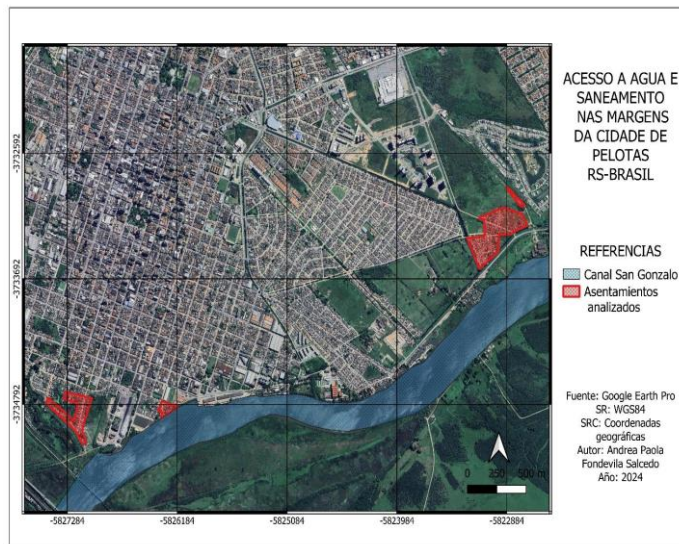 ACESSO A AGUA E
SANEAMENTO
NAS MARGENS
DA CIDADE DE
PELOTAS
RS-BRASIL
REFERENCIAS
Canal San Gonzalo
Asentamientos
analizados
Fuente: Google Earth Pro
SR: WGS84
SRC: Coordenadas
geográficas
Autor: Andrea Paola
Fondevila Salcedo
Año: 2024
-3732592
-3733692
-3734792
0 250 500 m
-5827284 -5826184 -5825084 -5823984 -5822884